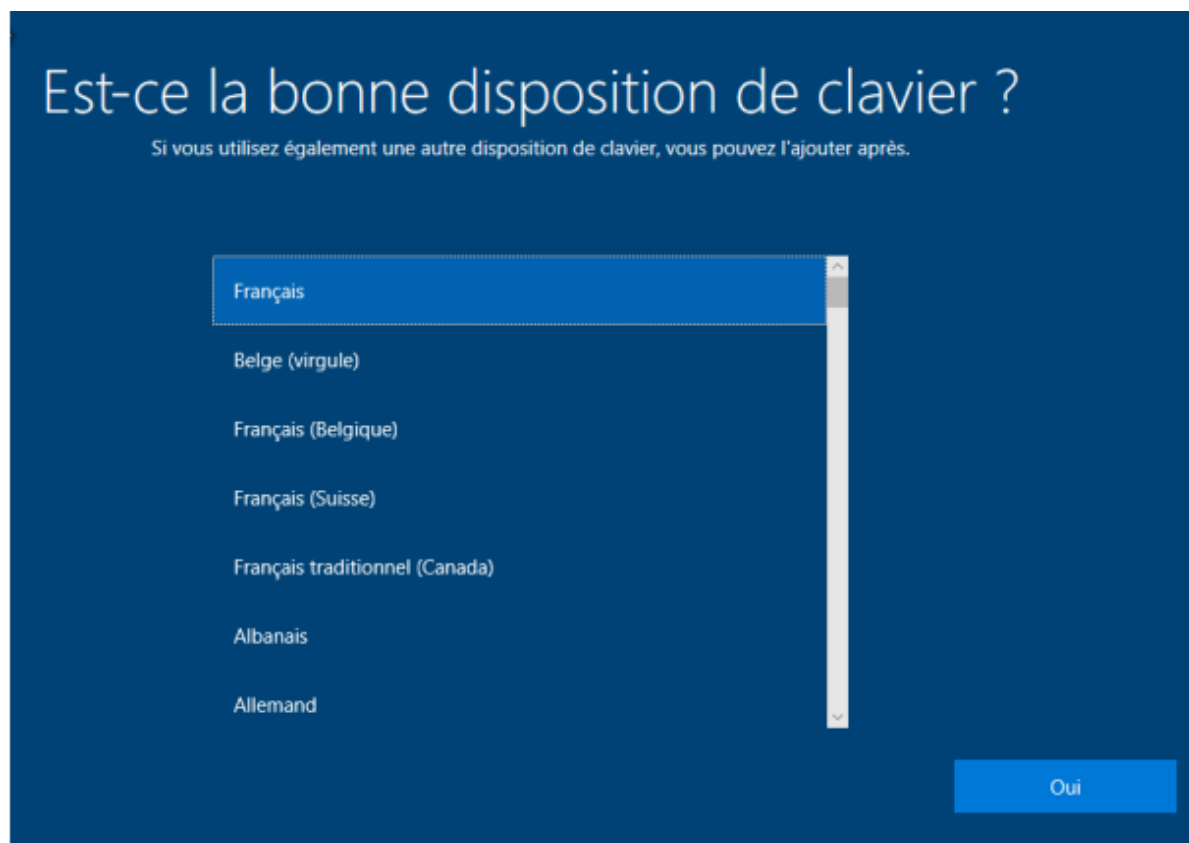 Est-ce la bonne disposition de clavier ?
Si vous utilisez également une autre disposition de clavier, vous pouvez l'ajouter après.
Français
Belge (virgule)
Français (Belgique)
Français (Suisse)
Français traditionnel (Canada)
Albanais
Allemand
Oui